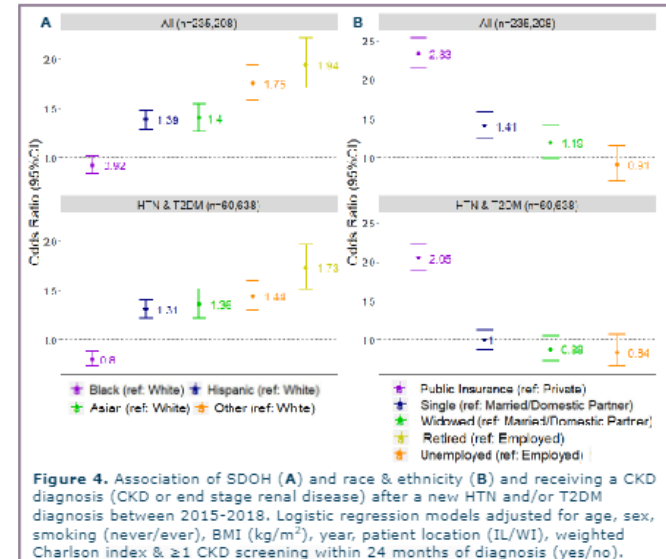 A
B
All (n=236,208)
All (n=236,208)
Odds Ratio (95%CI)
Odds Ratio (95%CI)
2.0
1.5
1.0
0.92
1.39
1.4
1.75
1.94
2.5
2.0
1.5
1.0
2.33
1.41
1.19
0.91
HTN & T2DM (n=60,638)
HTN & T2DM (n=60,638)
2.0
1.5
1.0
0.8
1.31
1.36
1.44
1.73
2.5
2.0
1.5
1.0
2.05
1
0.88
0.84
Black (ref: White) Hispanic (ref: White)
Asian (ref: White) Other (ref: White)
Public Insurance (ref: Private)
Single (ref: Married/Domestic Partner)
Widowed (ref: Married/Domestic Partner)
Retired (ref: Employed)
Unemployed (ref: Employed)
Figure 4. Association of SDOH (A) and race & ethnicity (B) and receiving a CKD
diagnosis (CKD or end stage renal disease) after a new HTN and/or T2DM
diagnosis between 2015-2018. Logistic regression models adjusted for age, sex,
smoking (never/ever), BMI (kg/m²), year, patient location (IL/WI), weighted
Charlson index & ≥1 CKD screening within 24 months of diagnosis (yes/no).